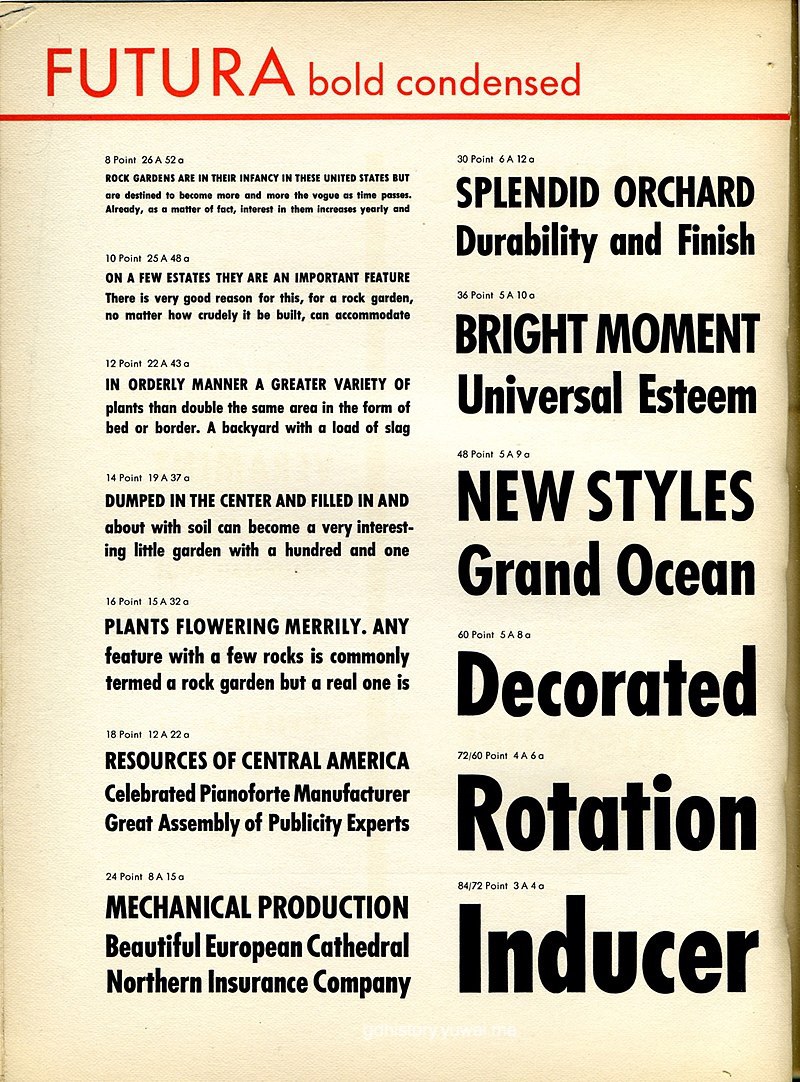 FUTURA bold condensed
8 Point 26 A 52 a
ROCK GARDENS ARE IN THEIR INFANCY IN THESE UNITED STATES BUT
are destined to become more and more the vogue as time passes.
Already, as a matter of fact, interest in them increases yearly and
10 Point 25 A 48 a
ON A FEW ESTATES THEY ARE AN IMPORTANT FEATURE
There is very good reason for this, for a rock garden,
no matter how crudely it be built, can accommodate
12 Point 22 A 43 a
IN ORDERLY MANNER A GREATER VARIETY OF
plants than double the same area in the form of
bed or border. A backyard with a load of slag
14 Point 19 A 37 a
DUMPED IN THE CENTER AND FILLED IN AND
about with soil can become a very interest-
ing little garden with a hundred and one
16 Point 15 A 32 a
PLANTS FLOWERING MERRILY. ANY
feature with a few rocks is commonly
termed a rock garden but a real one is
18 Point 12 A 22 a
RESOURCES OF CENTRAL AMERICA
Celebrated Pianoforte Manufacturer
Great Assembly of Publicity Experts
24 Point 8 A 15 a
MECHANICAL PRODUCTION
Beautiful European Cathedral
Northern Insurance Company
30 Point 6 A 12 a
SPLENDID ORCHARD
Durability and Finish
36 Point 5 A 10 a
BRIGHT MOMENT
Universal Esteem
48 Point 5 A 9 a
NEW STYLES
Grand Ocean
60 Point 5 A 8 a
Decorated
72/60 Point 4 A 6 a
Rotation
84/72 Point 3 A 4 a
Inducer
gdhistory.yuwei.me